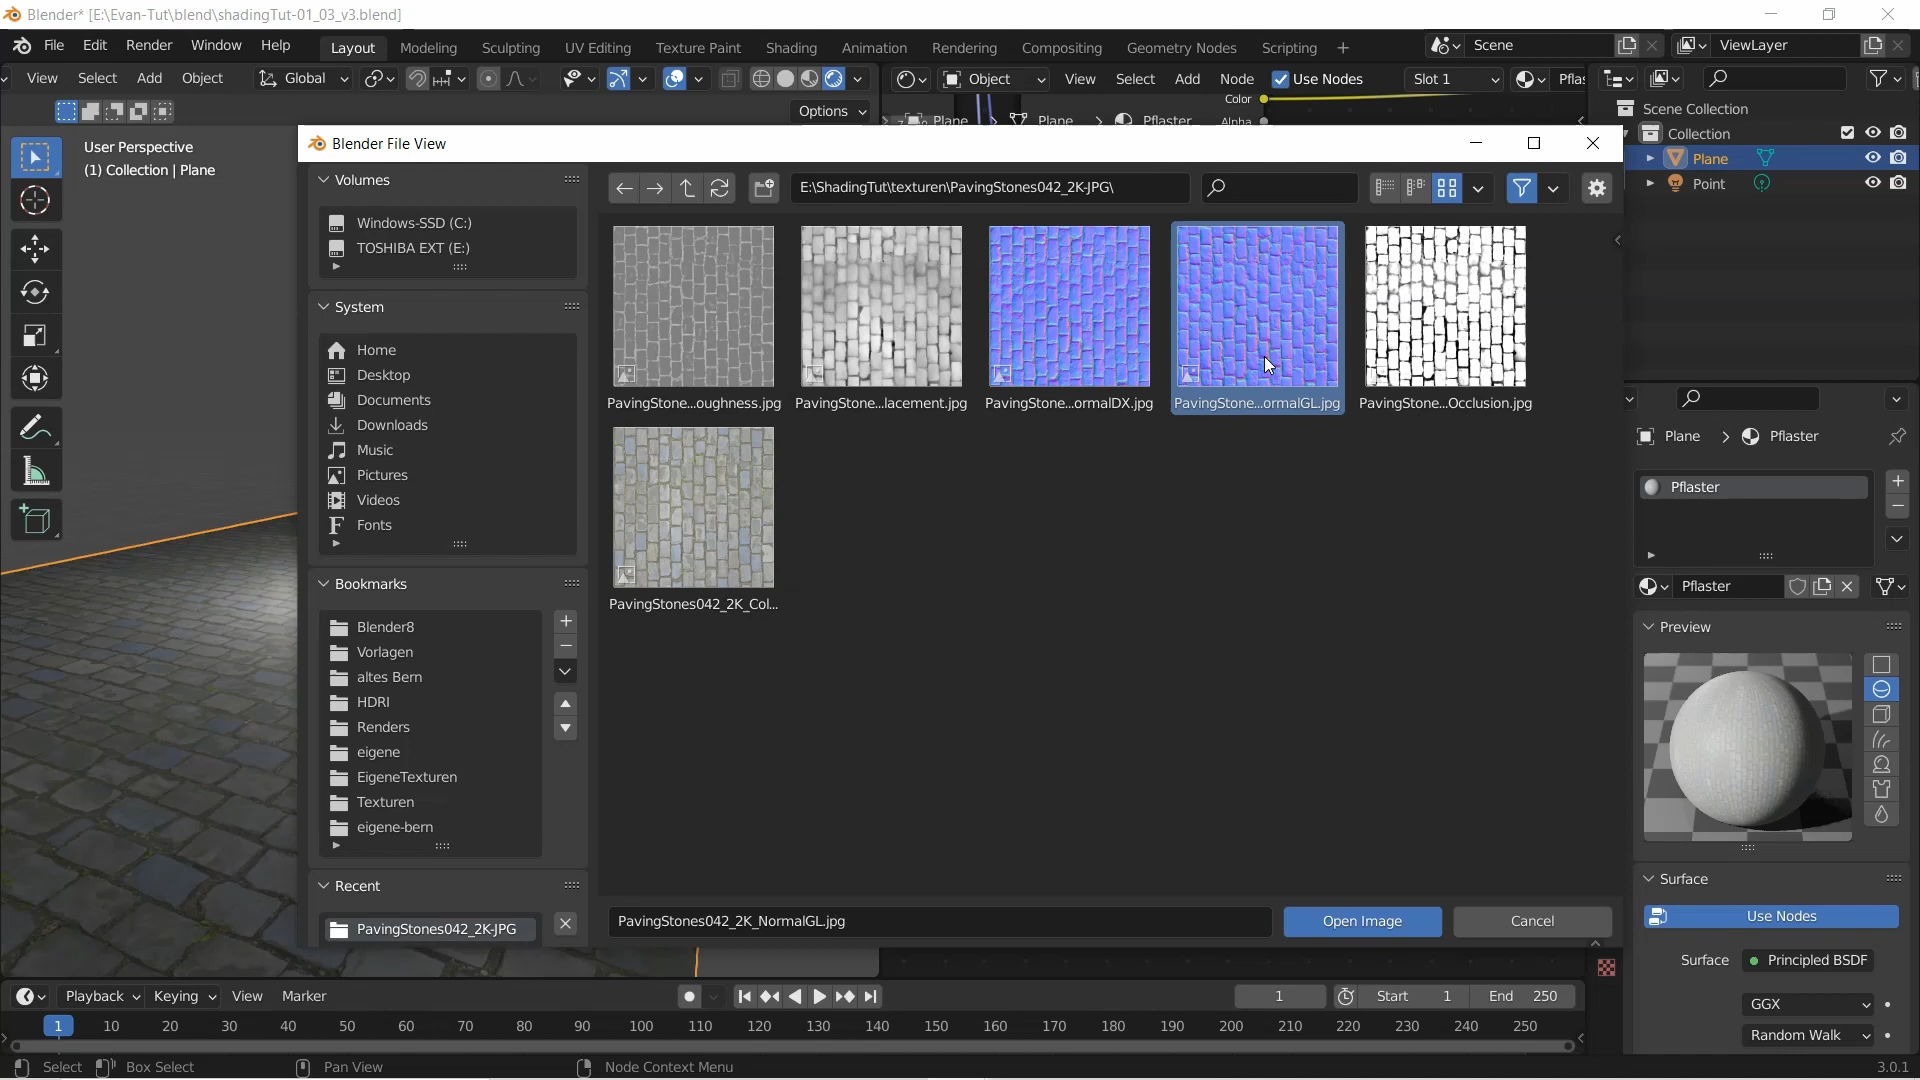 Blender* [E:\Evan-Tut\blend\shadingTut-01_03_v3.blend]
File Edit Render Window Help Layout Modeling Sculpting UV Editing Texture Paint Shading Animation Rendering Compositing Geometry Nodes Scripting + Scene ViewLayer
View Select Add Object Global Object View Select Add Node Use Nodes Slot 1 Pflas
Options
Color
Alpha
Plane > Plane > Pflaster
User Perspective
(1) Collection | Plane
Scene Collection
Collection
Plane
Point
Blender File View
Volumes
Windows-SSD (C:)
TOSHIBA EXT (E:)
System
Home
Desktop
Documents
Downloads
Music
Pictures
Videos
Fonts
Bookmarks
Blender8
Vorlagen
altes Bern
HDRI
Renders
eigene
EigeneTexturen
Texturen
eigene-bern
Recent
PavingStones042_2K-JPG
E:\ShadingTut\texturen\PavingStones042_2K-JPG\
PavingStone...oughness.jpg PavingStone...lacement.jpg PavingStone...ormalDX.jpg PavingStone...ormalGL.jpg PavingStone...Occlusion.jpg
PavingStones042_2K_Col...
PavingStones042_2K_NormalGL.jpg Open Image Cancel
Plane > Pflaster
Pflaster
Pflaster
Preview
Surface
Use Nodes
Surface Principled BSDF
GGX
Random Walk
Playback Keying View Marker 1 Start 1 End 250
1 10 20 30 40 50 60 70 80 90 100 110 120 130 140 150 160 170 180 190 200 210 220 230 240 250
Select Box Select Pan View Node Context Menu 3.0.1